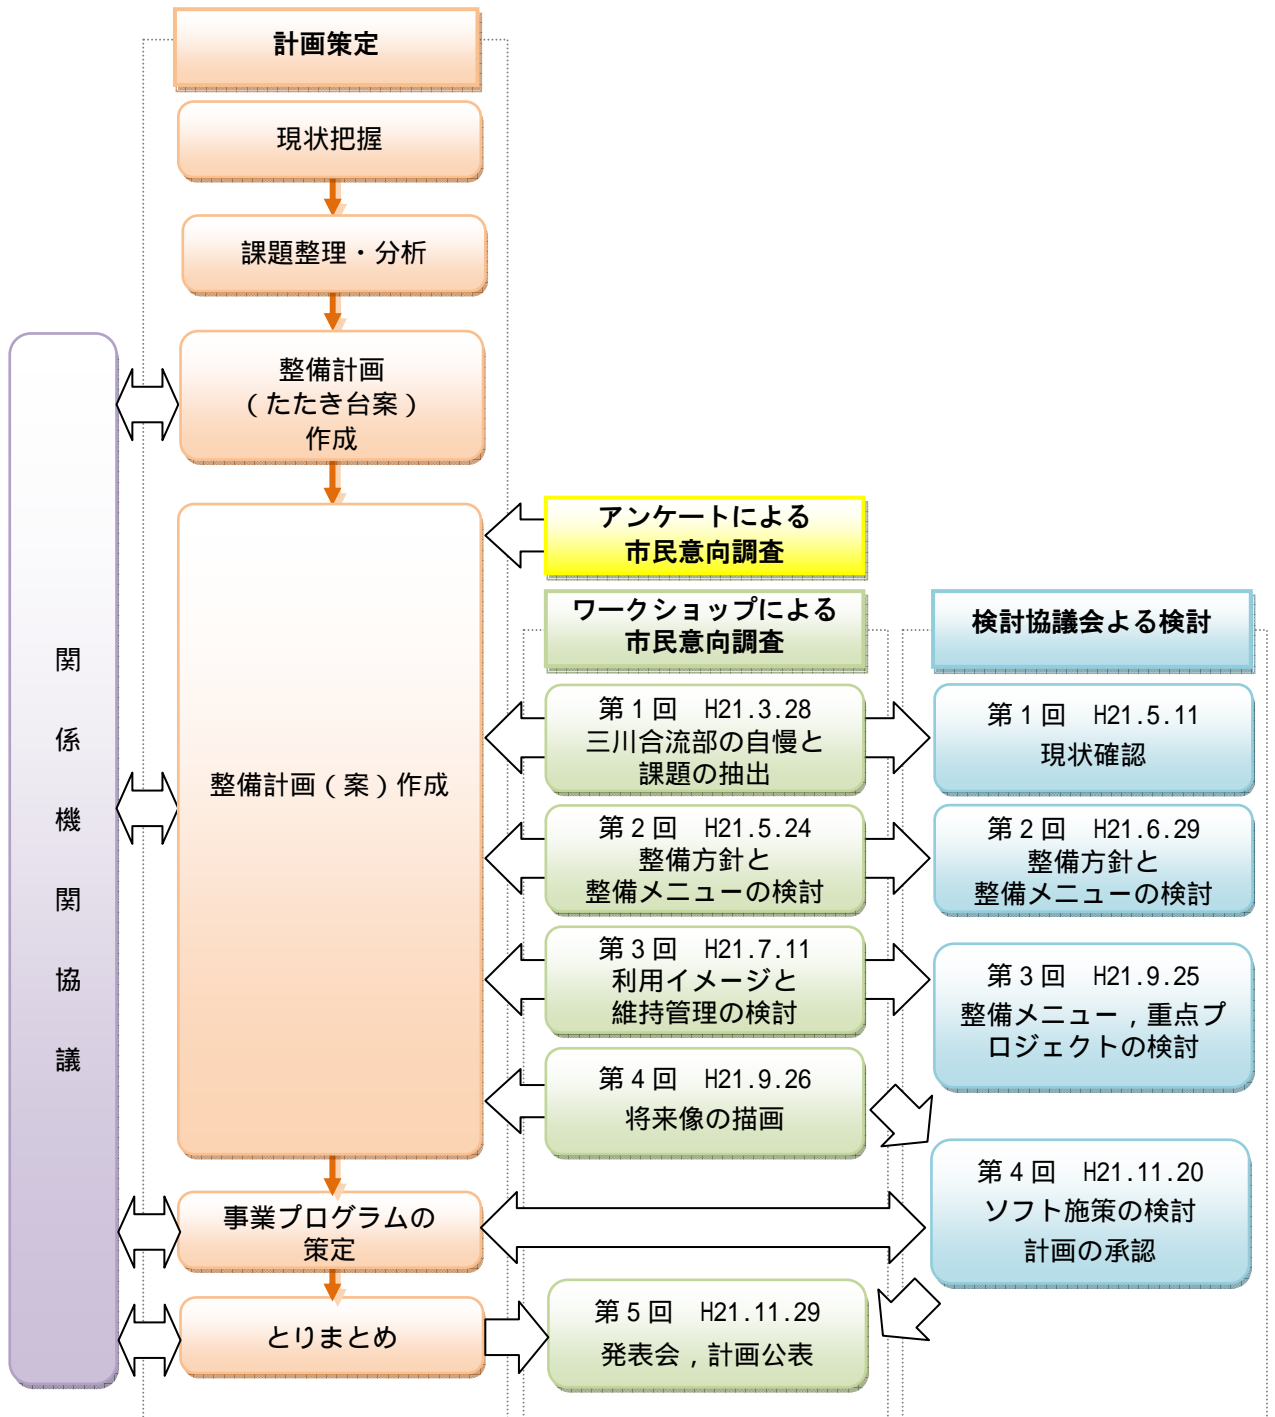 計画策定
現状把握
課題整理・分析
整備計画
（たたき台案）
作成
整備計画（案）作成
事業プログラムの
策定
とりまとめ
関係機関協議
アンケートによる
市民意向調査
ワークショップによる
市民意向調査
第１回　H21.3.28
三川合流部の自慢と
課題の抽出
第２回　H21.5.24
整備方針と
整備メニューの検討
第３回　H21.7.11
利用イメージと
維持管理の検討
第４回　H21.9.26
将来像の描画
第５回　H21.11.29
発表会，計画公表
検討協議会よる検討
第１回　H21.5.11
現状確認
第２回　H21.6.29
整備方針と
整備メニューの検討
第３回　H21.9.25
整備メニュー，重点プ
ロジェクトの検討
第４回　H21.11.20
ソフト施策の検討
計画の承認